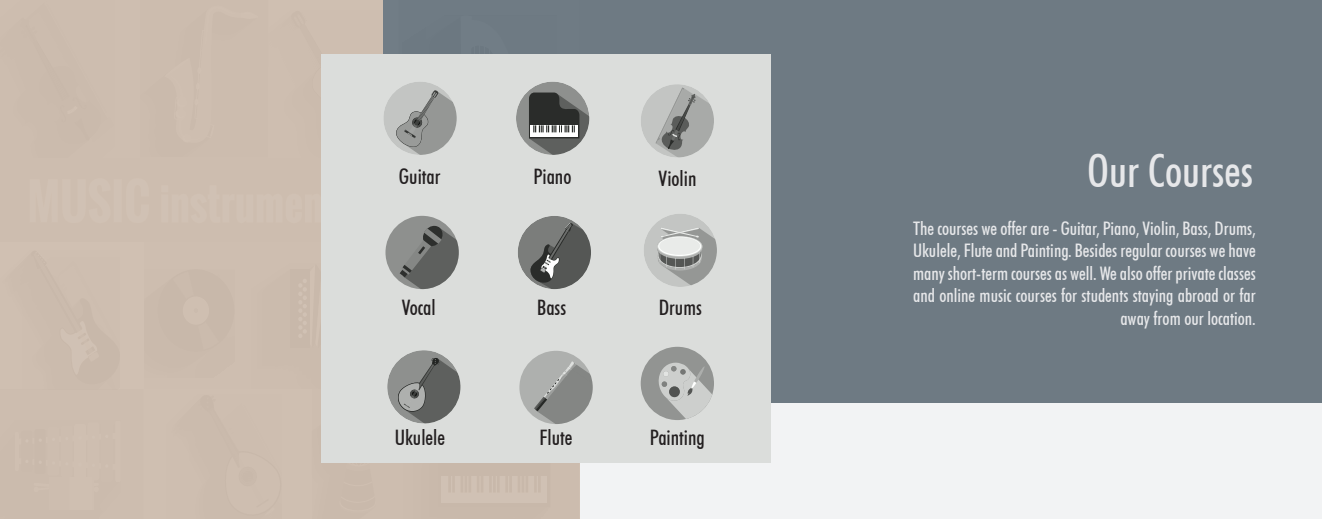 MUSIC instrumen
Guitar
Piano
Violin
Vocal
Bass
Drums
Ukulele
Flute
Painting
Our Courses
The courses we offer are - Guitar, Piano, Violin, Bass, Drums,
Ukulele, Flute and Painting. Besides regular courses we have
many short-term courses as well. We also offer private classes
and online music courses for students staying abroad or far
away from our location.